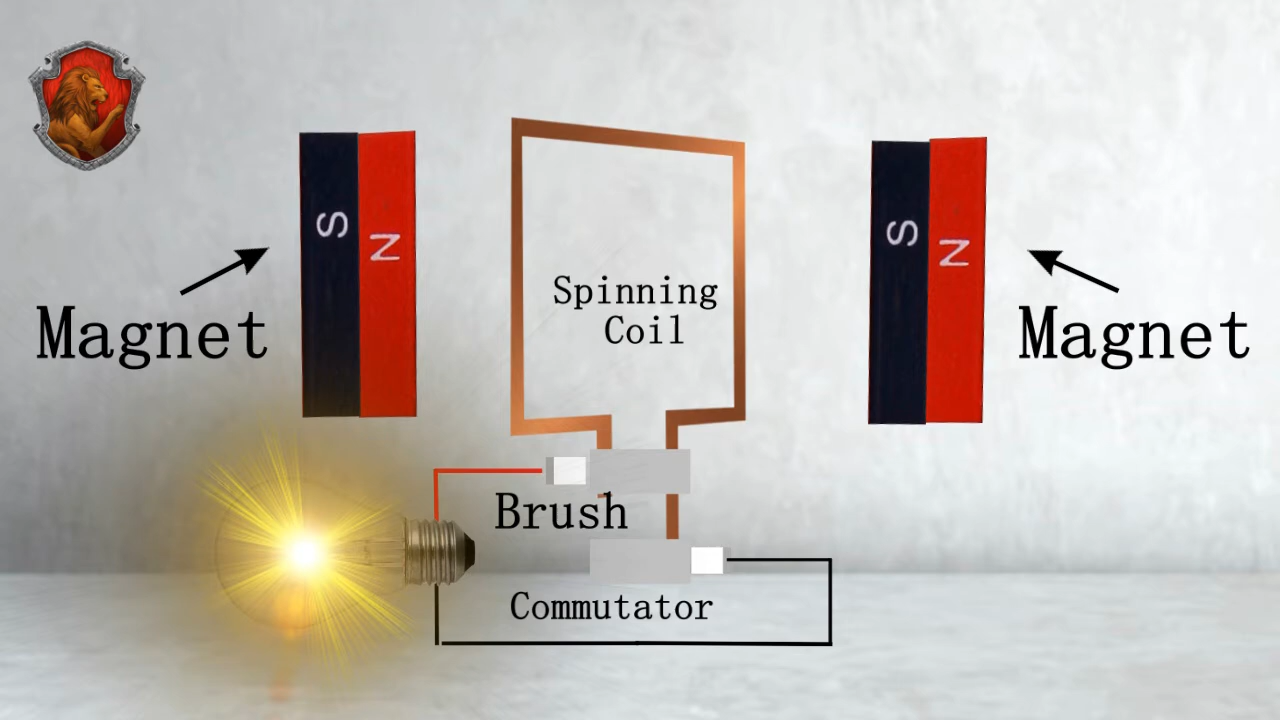 S
N
S
N
Magnet
Spinning
Coil
Magnet
Brush
Commutator